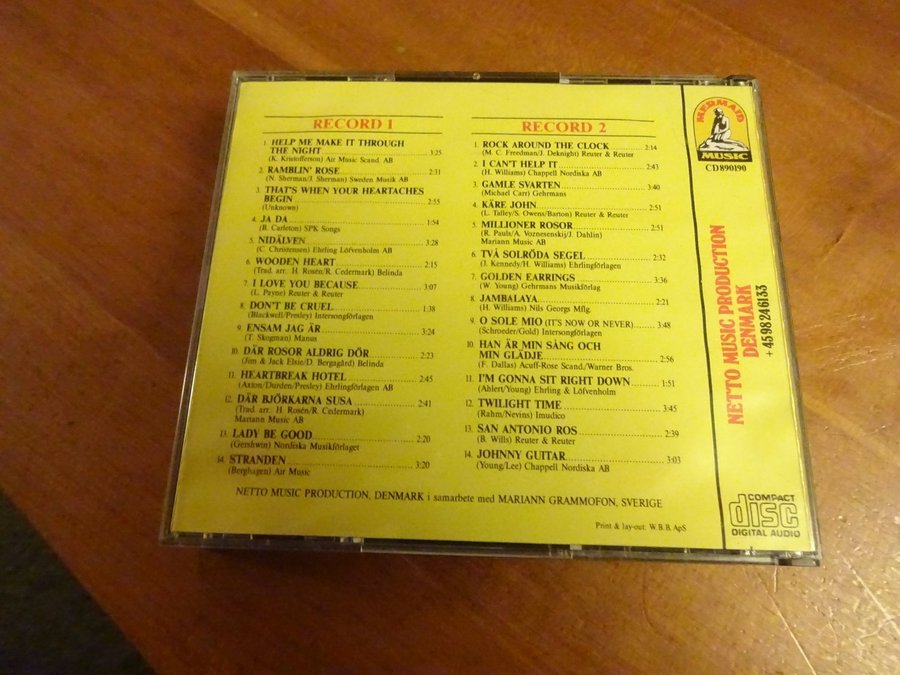 RECORD 1
1. HELP ME MAKE IT THROUGH
THE NIGHT 3:25
(K. Kristofferson) Air Music Scand. AB
2. RAMBLIN' ROSE 2:31
(N. Sherman/J. Sherman) Sweden Musik AB
3. THAT'S WHEN YOUR HEARTACHES
BEGIN 2:55
(Unknown)
4. JA DA 1:54
(B. Carleton) SPK Songs
5. NIDÄLVEN 3:28
(C. Christensen) Ehrling Löfvenholm AB
6. WOODEN HEART 2:15
(Trad. arr. H. Rosén/R. Cedermark) Belinda
7. I LOVE YOU BECAUSE 3:07
(L. Payne) Reuter & Reuter
8. DON'T BE CRUEL 1:38
(Blackwell/Presley) Intersongförlagen
9. ENSAM JAG ÄR 3:24
(T. Skogman) Manus
10. DÄR ROSOR ALDRIG DÖR 2:23
(Jim & Jack Elsie/D. Bergagård) Belinda
11. HEARTBREAK HOTEL 2:45
(Axton/Durden/Presley) Ehrlingförlagen AB
12. DÄR BJÖRKARNA SUSA 2:41
(Trad. arr: H. Rosén/R. Cedermark)
Mariann Music AB
13. LADY BE GOOD 2:20
(Gershwin) Nordiska Musikförlaget
14. STRANDEN 3:20
(Berghagen) Air Music
RECORD 2
1. ROCK AROUND THE CLOCK 2:14
(M. C. Freedman/J. Deknight) Reuter & Reuter
2. I CAN'T HELP IT 2:43
(H. Williams) Chappell Nordiska AB
3. GAMLE SVARTEN 3:40
(Michael Carr) Gehrmans
4. KÄRE JOHN 2:51
(L. Talley/S. Owens/Barton) Reuter & Reuter
5. MILLIONER ROSOR 2:51
(R. Pauls/A. Voznesenskij/J. Dahlin)
Mariann Music AB
6. TVÅ SOLRÖDA SEGEL 2:32
(J. Kennedy/H. Williams) Ehrlingförlagen
7. GOLDEN EARRINGS 3:36
(W. Young) Gehrmans Musikförlag
8. JAMBALAYA 2:21
(H. Williams) Nils Georgs Mflg.
9. O SOLE MIO (IT'S NOW OR NEVER) 3:48
(Schroeder/Gold) Intersongförlagen
10. HAN ÄR MIN SÅNG OCH
MIN GLÄDJE 2:56
(F. Dallas) Acuff-Rose Scand./Warner Bros.
11. I'M GONNA SIT RIGHT DOWN 1:51
(Ahlert/Young) Ehrling & Löfvenholm
12. TWILIGHT TIME 3:45
(Rahm/Nevins) Imudico
13. SAN ANTONIO ROS 2:39
(B. Wills) Reuter & Reuter
14. JOHNNY GUITAR 3:03
(Young/Lee) Chappell Nordiska AB
NETTO MUSIC PRODUCTION, DENMARK i samarbete med MARIANN GRAMMOFON, SVERIGE
Print & lay-out: W.B.B. ApS.
MERMAID
MUSIC
CD 890190
NETTO MUSIC PRODUCTION
DENMARK
+4598246133
COMPACT
disc
DIGITAL AUDIO